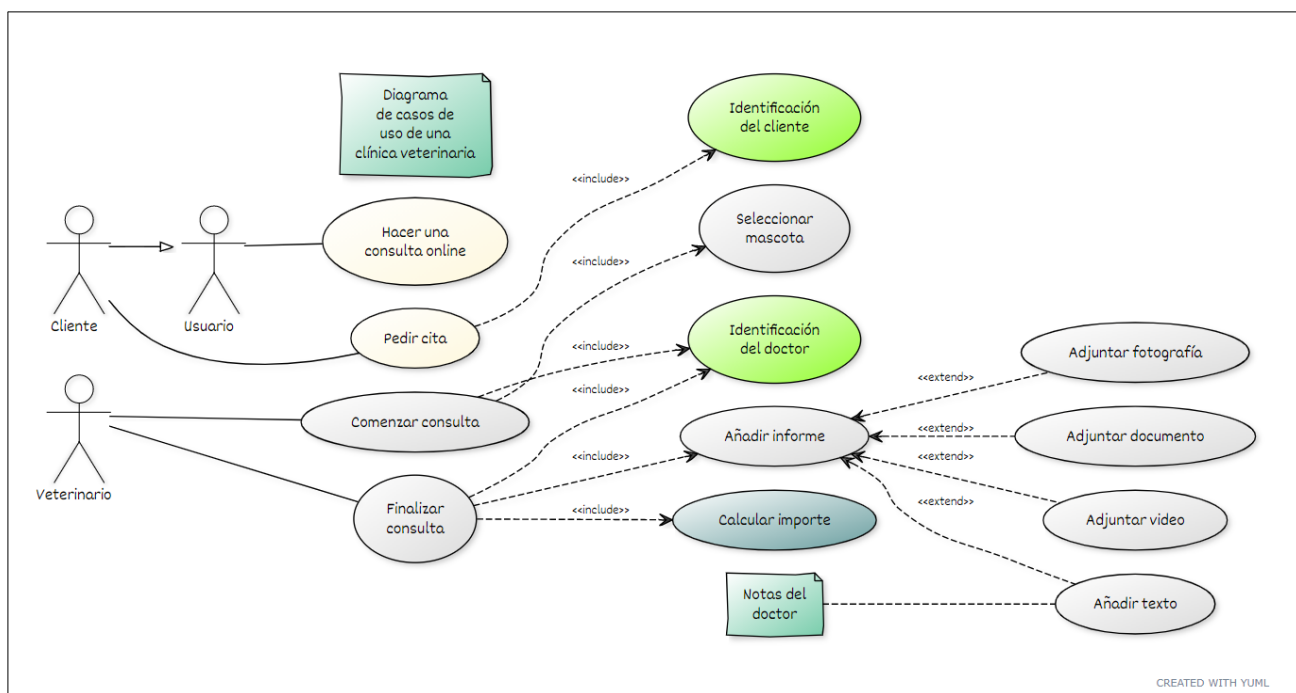 Diagrama
de casos de
uso de una
clínica veterinaria
Identificación
del cliente
<<include>>
Hacer una
consulta online
Seleccionar
mascota
<<include>>
Cliente
Usuario
Pedir cita
Identificación
del doctor
<<include>>
Adjuntar fotografía
<<extend>>
<<include>>
Comenzar consulta
Añadir informe
<<extend>>
Adjuntar documento
<<include>>
<<extend>>
Veterinario
<<extend>>
Finalizar
consulta
<<include>>
Calcular importe
Adjuntar video
Notas del
doctor
Añadir texto
CREATED WITH YUML